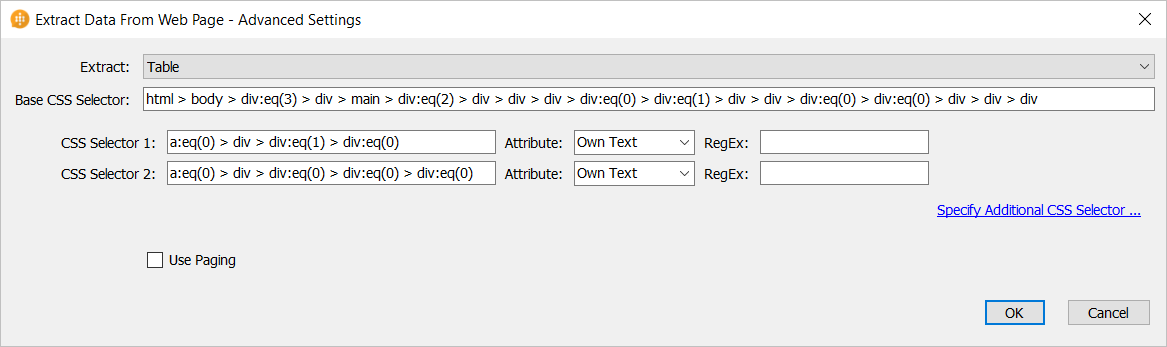 Extract Data From Web Page - Advanced Settings
Extract: Table
Base CSS Selector: html > body > div:eq(3) > div > main > div:eq(2) > div > div > div > div:eq(0) > div:eq(1) > div > div > div:eq(0) > div:eq(0) > div > div > div
CSS Selector 1: a:eq(0) > div > div:eq(1) > div:eq(0) Attribute: Own Text RegEx:
CSS Selector 2: a:eq(0) > div > div:eq(0) > div:eq(0) > div:eq(0) Attribute: Own Text RegEx:
Specify Additional CSS Selector ...
Use Paging
OK Cancel